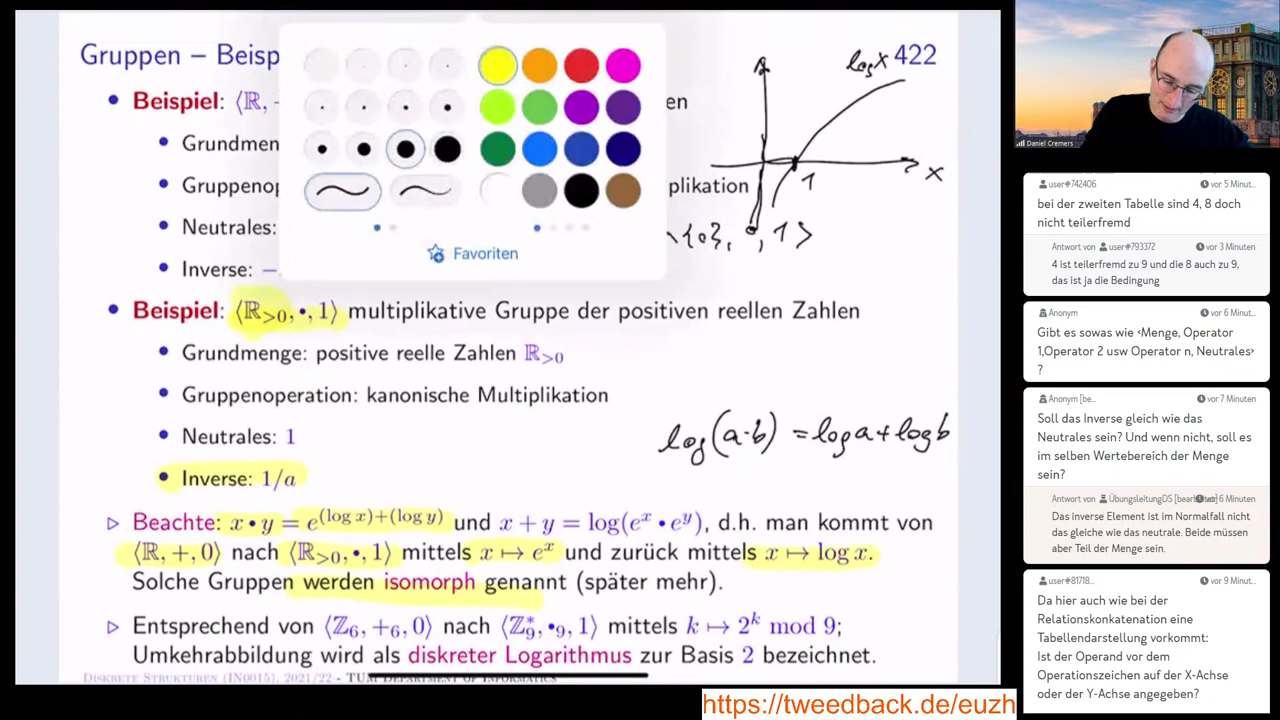 Gruppen – Beisp
422
Beispiel: ⟨ℝ,
en
Grundmen
Gruppenop
plikation
Neutrales:
Inverse: −
Favoriten
log x
x
1
\{0}, ·, 1>
Beispiel: ⟨ℝ>0, •, 1⟩ multiplikative Gruppe der positiven reellen Zahlen
Grundmenge: positive reelle Zahlen ℝ>0
Gruppenoperation: kanonische Multiplikation
Neutrales: 1
Inverse: 1/a
log(a·b) = log a + log b
▷ Beachte: x • y = e^(log x)+(log y) und x + y = log(e^x • e^y), d.h. man kommt von
⟨ℝ, +, 0⟩ nach ⟨ℝ>0, •, 1⟩ mittels x ↦ e^x und zurück mittels x ↦ log x.
Solche Gruppen werden isomorph genannt (später mehr).
▷ Entsprechend von ⟨ℤ6, +6, 0⟩ nach ⟨ℤ9*, •9, 1⟩ mittels k ↦ 2^k mod 9;
Umkehrabbildung wird als diskreter Logarithmus zur Basis 2 bezeichnet.
Diskrete Strukturen (IN0015), 2021/22 - TUM Department of Informatics
https://tweedback.de/euzh
Daniel Cremers
user#742406 vor 5 Minut...
bei der zweiten Tabelle sind 4, 8 doch
nicht teilerfremd
Antwort von user#793372 vor 3 Minuten
4 ist teilerfremd zu 9 und die 8 auch zu 9,
das ist ja die Bedingung
Anonym vor 6 Minut...
Gibt es sowas wie ‹Menge, Operator
1,Operator 2 usw Operator n, Neutrales›
?
Anonym [be... vor 7 Minut...
Soll das Inverse gleich wie das
Neutrales sein? Und wenn nicht, soll es
im selben Wertebereich der Menge
sein?
Antwort von ÜbungsleitungDS 6 Minuten
Das inverse Element ist im Normalfall nicht
das gleiche wie das neutrale. Beide müssen
aber Teil der Menge sein.
user#81718... vor 9 Minut...
Da hier auch wie bei der
Relationskonkatenation eine
Tabellendarstellung vorkommt:
Ist der Operand vor dem
Operationszeichen auf der X-Achse
oder der Y-Achse angegeben?